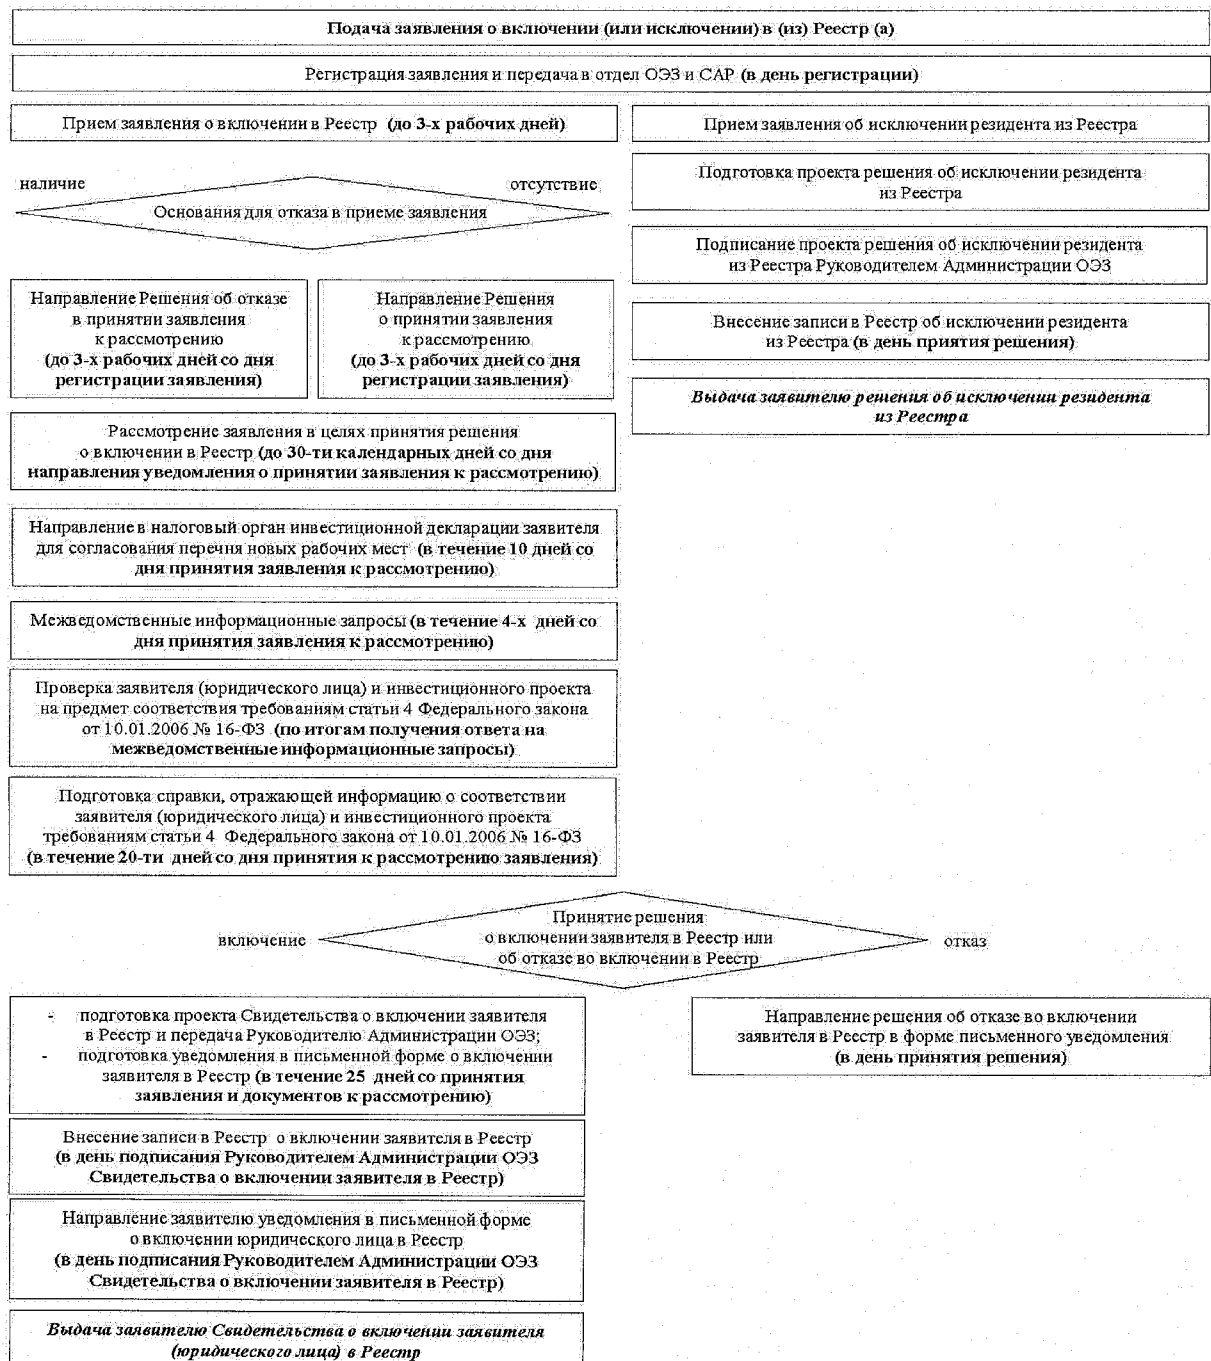 Подача заявления о включении (или исключении) в (из) Реестр (а)
Регистрация заявления и передача в отдел ОЭЗ и САР (в день регистрации)
Прием заявления о включении в Реестр (до 3-х рабочих дней)
наличие
отсутствие
Основания для отказа в приеме заявления
Направление Решения об отказе
в принятии заявления
к рассмотрению
(до 3-х рабочих дней со дня
регистрации заявления)
Направление Решения
о принятии заявления
к рассмотрению
(до 3-х рабочих дней со дня
регистрации заявления)
Рассмотрение заявления в целях принятия решения
о включении в Реестр (до 30-ти календарных дней со дня
направления уведомления о принятии заявления к рассмотрению)
Направление в налоговый орган инвестиционной декларации заявителя
для согласования перечня новых рабочих мест (в течение 10 дней со
дня принятия заявления к рассмотрению)
Межведомственные информационные запросы (в течение 4-х дней со
дня принятия заявления к рассмотрению)
Проверка заявителя (юридического лица) и инвестиционного проекта
на предмет соответствия требованиям статьи 4 Федерального закона
от 10.01.2006 № 16-ФЗ (по итогам получения ответа на
межведомственные информационные запросы)
Подготовка справки, отражающей информацию о соответствии
заявителя (юридического лица) и инвестиционного проекта
требованиям статьи 4 Федерального закона от 10.01.2006 № 16-ФЗ
(в течение 20-ти дней со дня принятия к рассмотрению заявления)
Прием заявления об исключении резидента из Реестра
Подготовка проекта решения об исключении резидента
из Реестра
Подписание проекта решения об исключении резидента
из Реестра Руководителем Администрации ОЭЗ
Внесение записи в Реестр об исключении резидента
из Реестра (в день приятия решения)
Выдача заявителю решения об исключении резидента
из Реестра
включение
Принятие решения
о включении заявителя в Реестр или
об отказе во включении в Реестр
отказ
- подготовка проекта Свидетельства о включении заявителя
в Реестр и передача Руководителю Администрации ОЭЗ;
- подготовка уведомления в письменной форме о включении
заявителя в Реестр (в течение 25 дней со принятия
заявления и документов к рассмотрению)
Внесение записи в Реестр о включении заявителя в Реестр
(в день подписания Руководителем Администрации ОЭЗ
Свидетельства о включении заявителя в Реестр)
Направление заявителю уведомления в письменной форме
о включении юридического лица в Реестр
(в день подписания Руководителем Администрации ОЭЗ
Свидетельства о включении заявителя в Реестр)
Выдача заявителю Свидетельства о включении заявителя
(юридического лица) в Реестр
Направление решения об отказе во включении
заявителя в Реестр в форме письменного уведомления
(в день принятия решения)